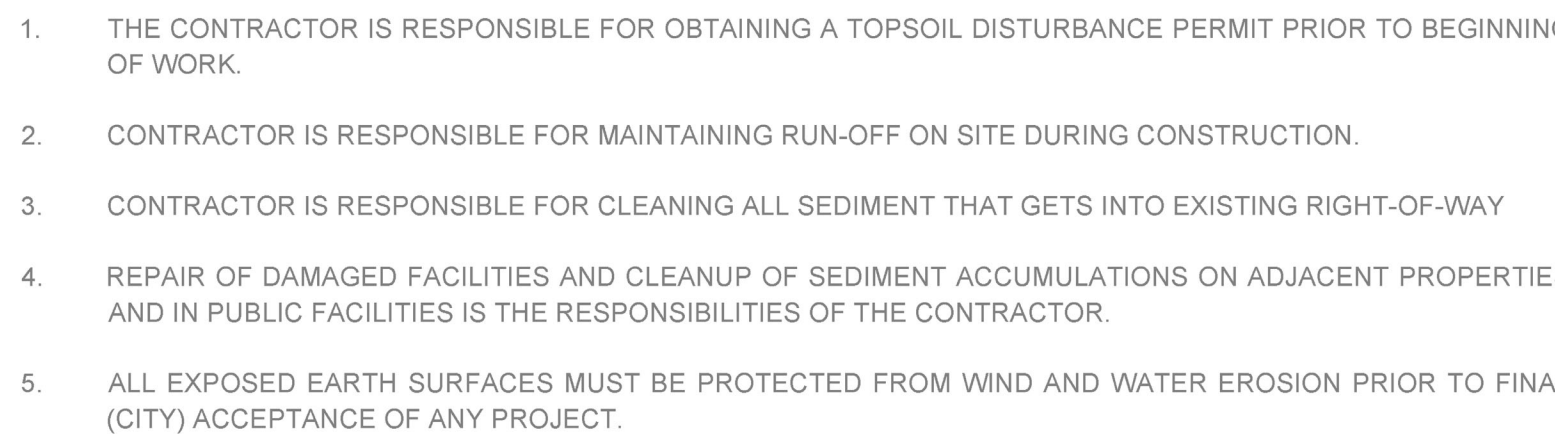 1. THE CONTRACTOR IS RESPONSIBLE FOR OBTAINING A TOPSOIL DISTURBANCE PERMIT PRIOR TO BEGINNING
OF WORK.
2. CONTRACTOR IS RESPONSIBLE FOR MAINTAINING RUN-OFF ON SITE DURING CONSTRUCTION.
3. CONTRACTOR IS RESPONSIBLE FOR CLEANING ALL SEDIMENT THAT GETS INTO EXISTING RIGHT-OF-WAY
4. REPAIR OF DAMAGED FACILITIES AND CLEANUP OF SEDIMENT ACCUMULATIONS ON ADJACENT PROPERTIE
AND IN PUBLIC FACILITIES IS THE RESPONSIBILITIES OF THE CONTRACTOR.
5. ALL EXPOSED EARTH SURFACES MUST BE PROTECTED FROM WIND AND WATER EROSION PRIOR TO FINA
(CITY) ACCEPTANCE OF ANY PROJECT.